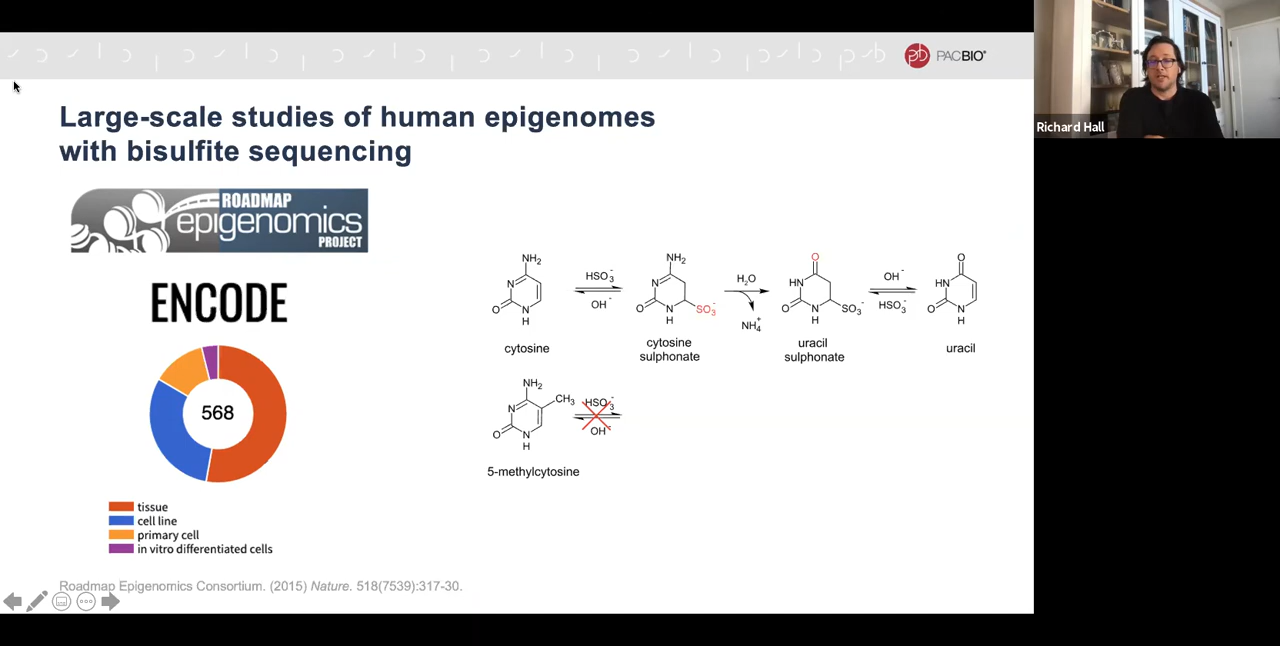 PACBIO®
Richard Hall
Large-scale studies of human epigenomes
with bisulfite sequencing
ROADMAP
epigenomics
PROJECT
ENCODE
568
tissue
cell line
primary cell
in vitro differentiated cells
NH₂
N
O
N
H
cytosine
HSO₃⁻
OH⁻
NH₂
N
O
N
H
SO₃⁻
cytosine
sulphonate
H₂O
NH₄⁺
O
HN
O
N
H
SO₃⁻
uracil
sulphonate
OH⁻
HSO₃⁻
O
HN
O
N
H
uracil
NH₂
CH₃
N
O
N
H
5-methylcytosine
HSO₃⁻
OH⁻
Roadmap Epigenomics Consortium. (2015) Nature. 518(7539):317-30.